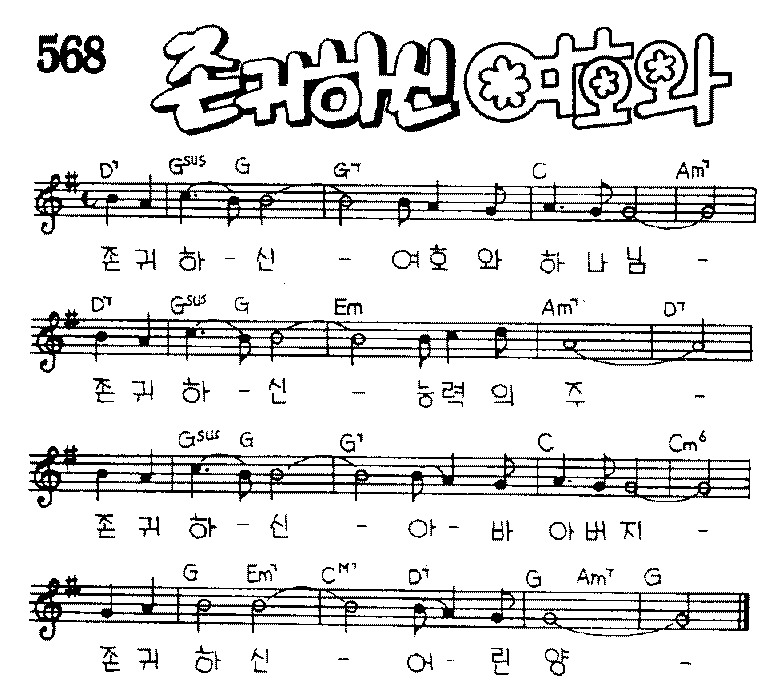 568 존귀하신 여호와
D7 Gsus G G7 C Am7
존귀하-신 - 여호와 하나님 -
D7 Gsus G Em Am7 D7
존귀하-신 - 능력의 주 -
Gsus G G7 C Cm6
존귀하-신 - 아-바 아버지 -
G Em7 CM7 D7 G Am7 G
존귀하신 - 어-린양 -